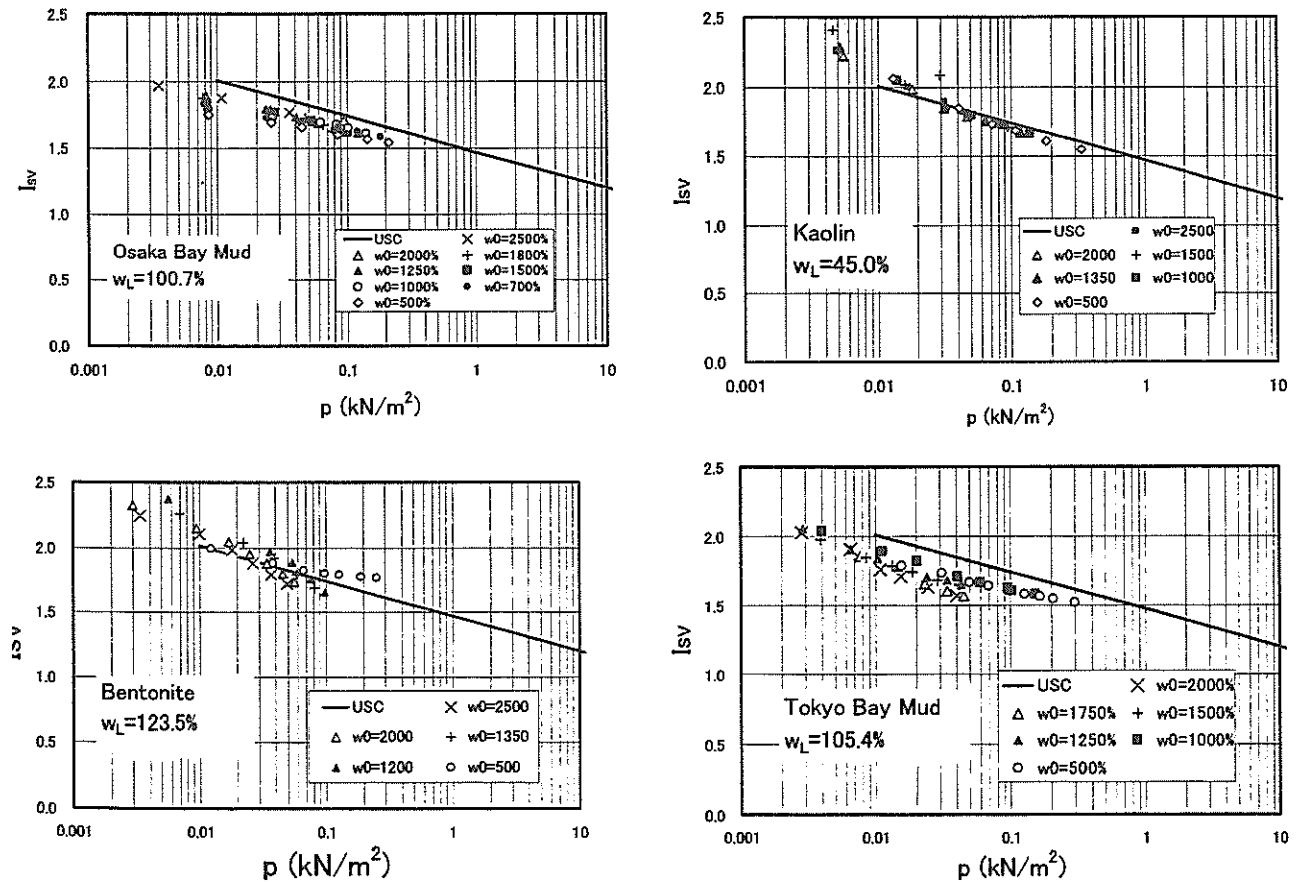 2.5
2.0
1.5
1.0
0.5
0.0
Isv
Osaka Bay Mud
wL=100.7%
USC
w0=2500%
w0=2000%
w0=1800%
w0=1250%
w0=1500%
w0=1000%
w0=700%
w0=500%
0.001 0.01 0.1 1 10
p (kN/m²)
2.5
2.0
1.5
1.0
0.5
0.0
Isv
Kaolin
wL=45.0%
USC
w0=2500
w0=2000
w0=1500
w0=1350
w0=1000
w0=500
0.001 0.01 0.1 1 10
p (kN/m²)
2.5
2.0
1.5
1.0
0.5
0.0
Isv
Bentonite
wL=123.5%
USC
w0=2500
w0=2000
w0=1350
w0=1200
w0=500
0.001 0.01 0.1 1 10
p (kN/m²)
2.5
2.0
1.5
1.0
0.5
0.0
Isv
Tokyo Bay Mud
wL=105.4%
USC
w0=2000%
w0=1750%
w0=1500%
w0=1250%
w0=1000%
w0=500%
0.001 0.01 0.1 1 10
p (kN/m²)